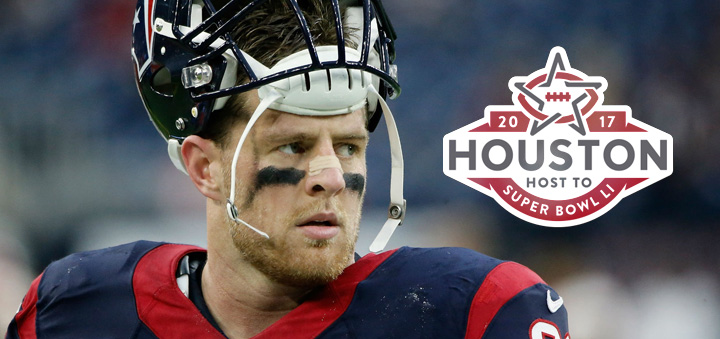 20 17
HOUSTON
HOST TO
SUPER BOWL LI